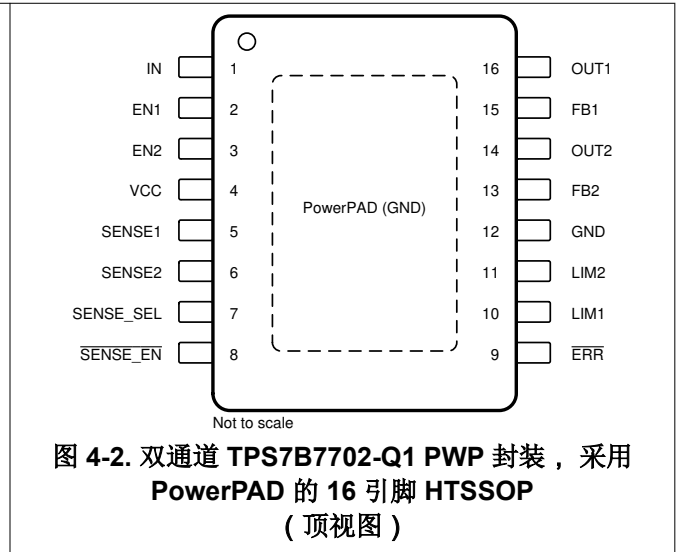 IN 1 16 OUT1
EN1 2 15 FB1
EN2 3 14 OUT2
VCC 4 13 FB2
PowerPAD (GND)
SENSE1 5 12 GND
SENSE2 6 11 LIM2
SENSE_SEL 7 10 LIM1
SENSE_EN 8 9 ERR
Not to scale
图 4-2. 双通道 TPS7B7702-Q1 PWP 封装，采用
PowerPAD 的 16 引脚 HTSSOP
（顶视图）